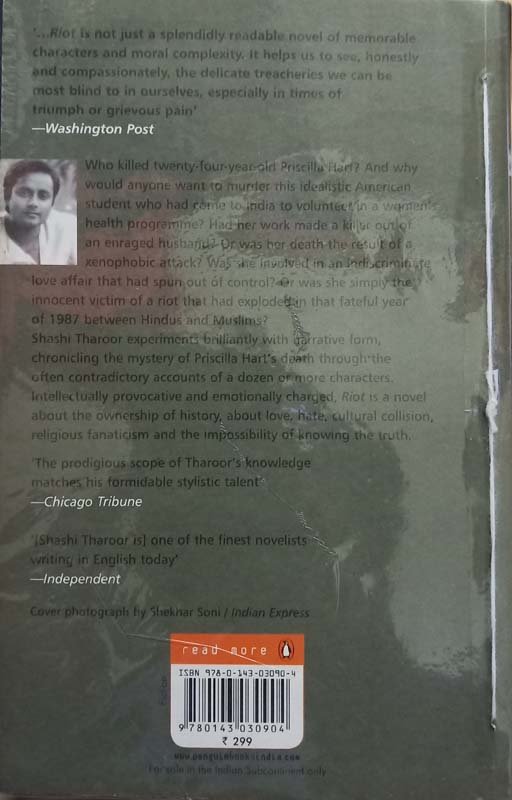 '...Riot is not just a splendidly readable novel of memorable
characters and moral complexity. It helps us to see, honestly
and compassionately, the delicate treacheries we can be
most blind to in ourselves, especially in times of
triumph or grievous pain'
—Washington Post
Who killed twenty-four-year-old Priscilla Hart? And why
would anyone want to murder this idealistic American
student who had come to India to volunteer in a women's
health programme? Had her work made a killer out of
an enraged husband? Or was her death the result of a
xenophobic attack? Was she involved in an indiscriminate
love affair that had spun out of control? Or was she simply the
innocent victim of a riot that had exploded in that fateful year
of 1987 between Hindus and Muslims?
Shashi Tharoor experiments brilliantly with narrative form,
chronicling the mystery of Priscilla Hart's death through the
often contradictory accounts of a dozen or more characters.
Intellectually provocative and emotionally charged, Riot is a novel
about the ownership of history, about love, hate, cultural collision,
religious fanaticism and the impossibility of knowing the truth.
'The prodigious scope of Tharoor's knowledge
matches his formidable stylistic talent'
—Chicago Tribune
'[Shashi Tharoor is] one of the finest novelists
writing in English today'
—Independent
Cover photograph by Shekhar Soni / Indian Express
read more
ISBN 978-0-143-03090-4
9 780143 030904
₹ 299
www.penguinbooksindia.com
For sale in the Indian Subcontinent only